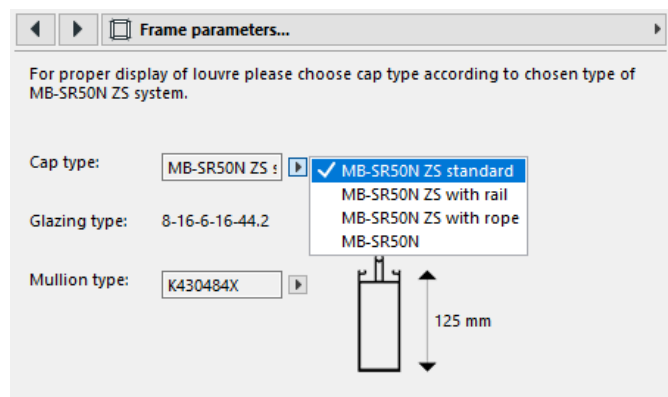 Frame parameters...
For proper display of louvre please choose cap type according to chosen type of
MB-SR50N ZS system.
Cap type:
MB-SR50N ZS s
MB-SR50N ZS standard
MB-SR50N ZS with rail
MB-SR50N ZS with rope
MB-SR50N
Glazing type:
8-16-6-16-44.2
Mullion type:
K430484X
125 mm